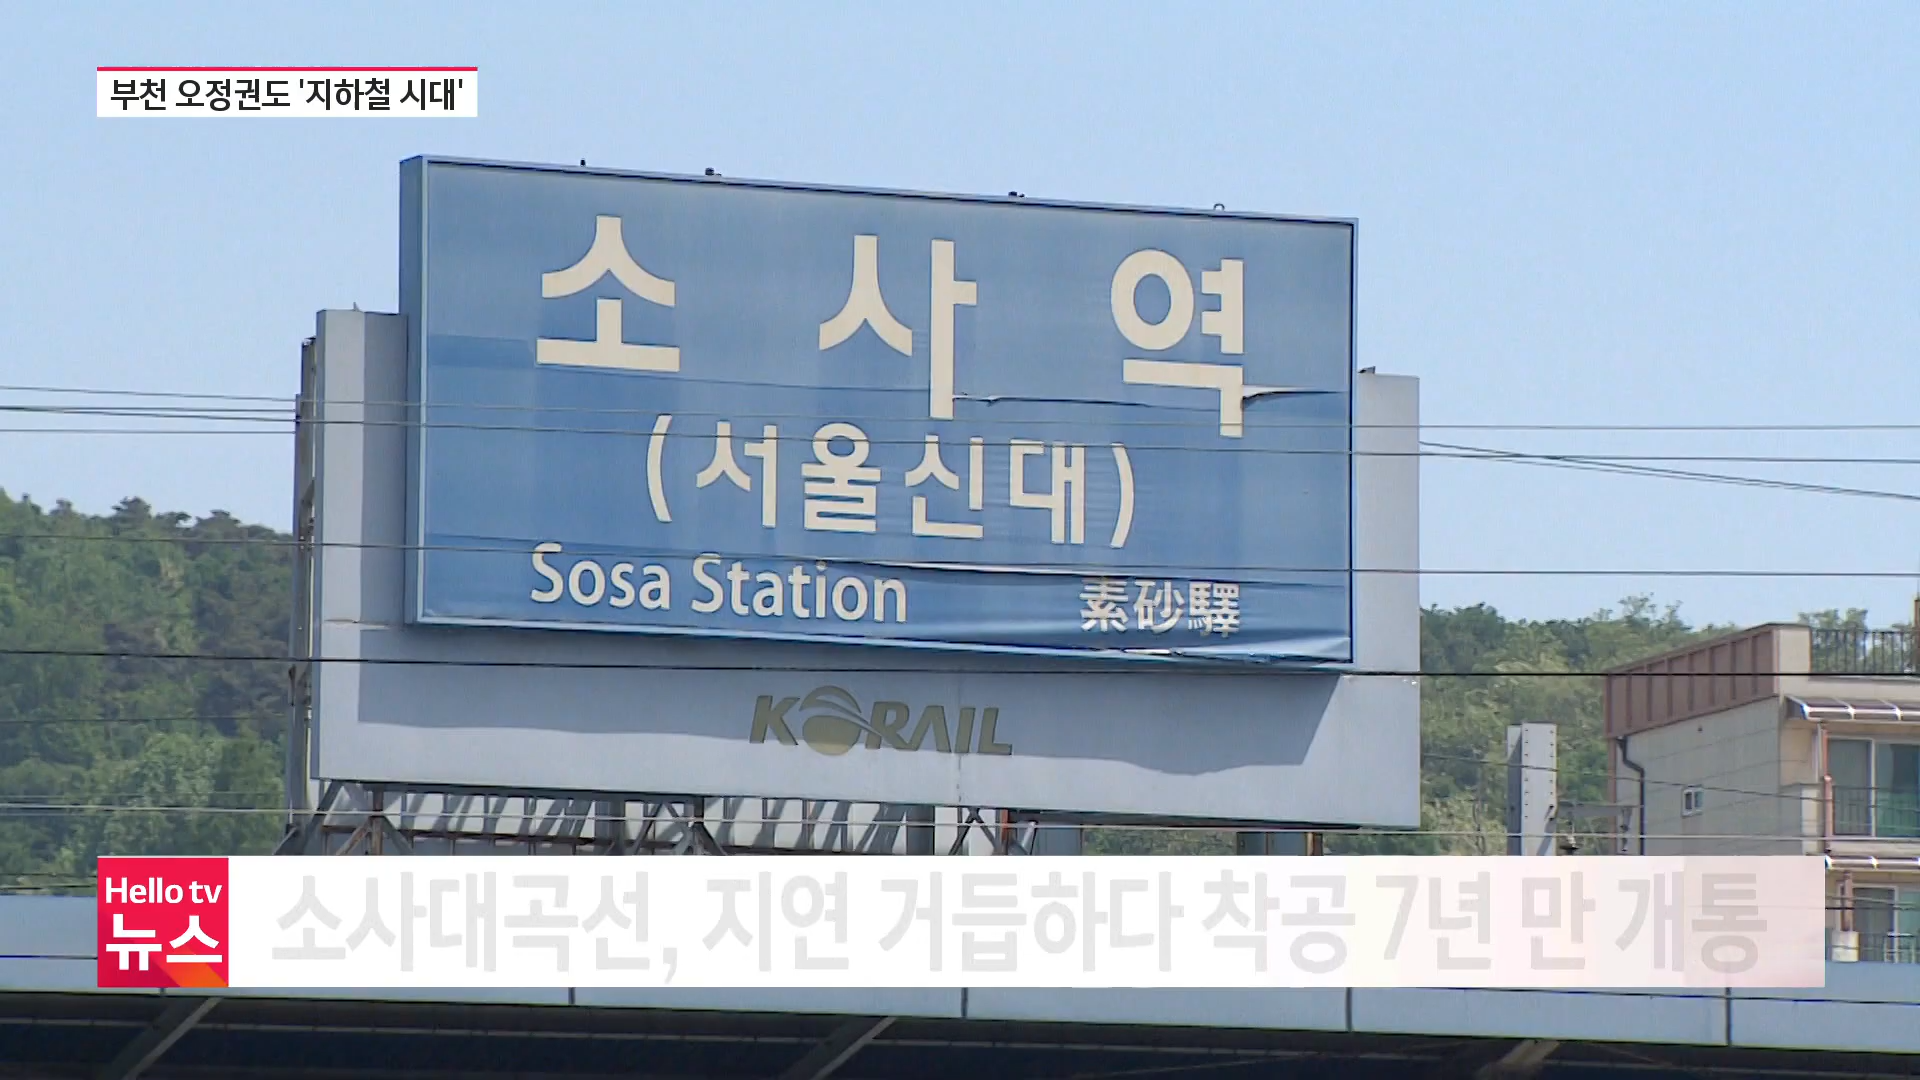 부천 오정권도 '지하철 시대'
소 사 역
(서울신대)
Sosa Station 素砂驛
KORAIL
Hello tv
뉴스
소사대곡선, 지연 거듭하다 착공 7년 만 개통